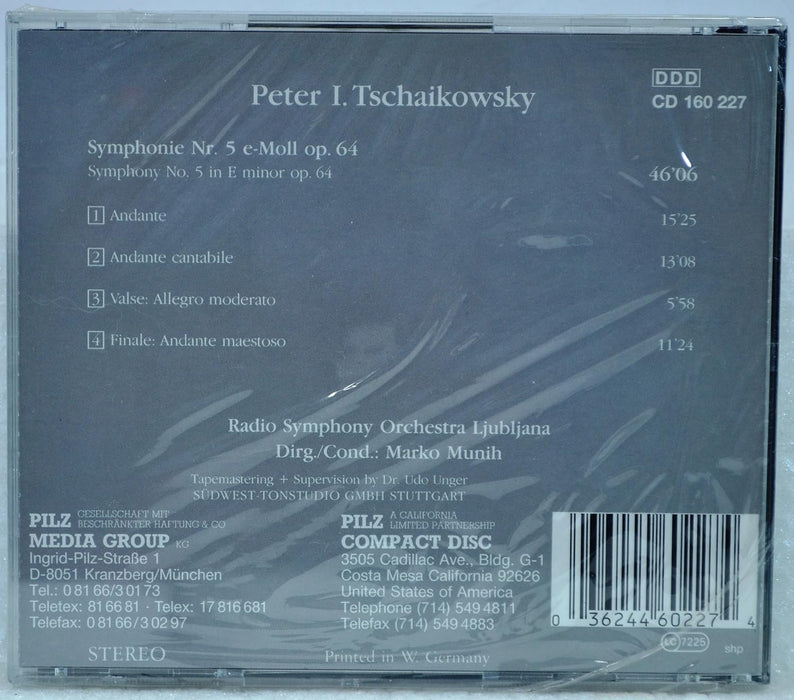 DDD
Peter I. Tschaikowsky
CD 160 227
Symphonie Nr. 5 e-Moll op. 64
Symphony No. 5 in E minor op. 64 46'06
1 Andante 15'25
2 Andante cantabile 13'08
3 Valse: Allegro moderato 5'58
4 Finale: Andante maestoso 11'24
Radio Symphony Orchestra Ljubljana
Dirg./Cond.: Marko Munih
Tapemastering + Supervision by Dr. Udo Unger
SÜDWEST-TONSTUDIO GMBH STUTTGART
PILZ GESELLSCHAFT MIT
BESCHRÄNKTER HAFTUNG & CO
MEDIA GROUP KG
Ingrid-Pilz-Straße 1
D-8051 Kranzberg/München
Tel.: 0 81 66/3 01 73
Teletex: 81 66 81 · Telex: 17 816 681
Telefax: 0 81 66/3 02 97
PILZ A CALIFORNIA
LIMITED PARTNERSHIP
COMPACT DISC
3505 Cadillac Ave., Bldg. G-1
Costa Mesa California 92626
United States of America
Telephone (714) 549 4811
Telefax (714) 549 4883
0 36244 60227 4
LC 7225
shp
STEREO
Printed in W. Germany